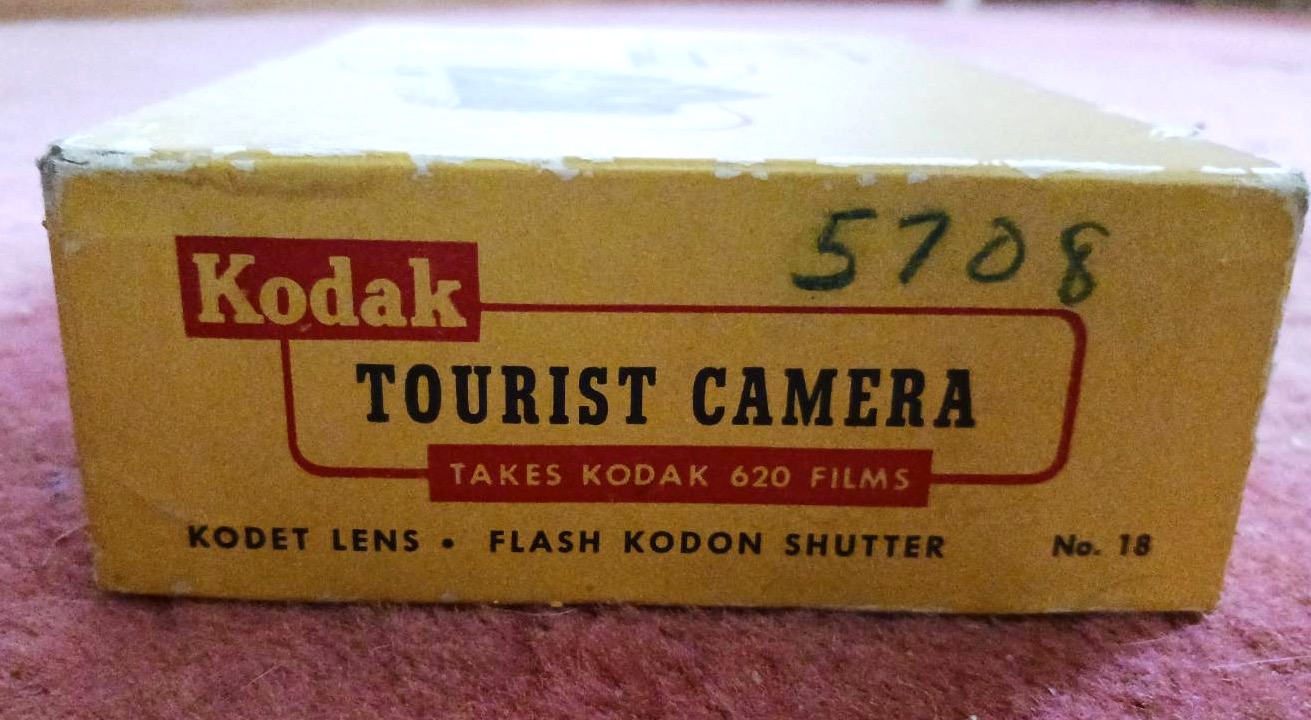 5708
Kodak
TOURIST CAMERA
TAKES KODAK 620 FILMS
KODET LENS • FLASH KODON SHUTTER No. 18